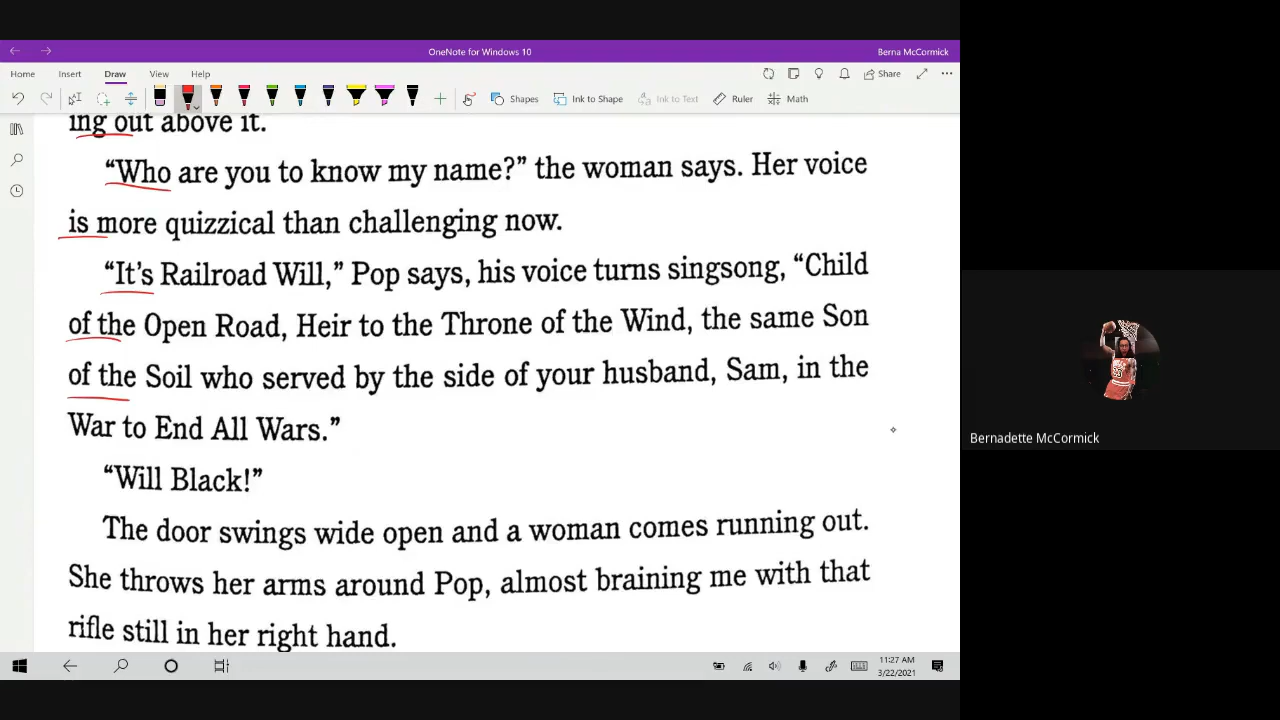 OneNote for Windows 10
Berna McCormick
Home Insert Draw View Help
Share
Shapes Ink to Shape Ink to Text Ruler Math
ing out above it.
“Who are you to know my name?” the woman says. Her voice
is more quizzical than challenging now.
“It’s Railroad Will,” Pop says, his voice turns singsong, “Child
of the Open Road, Heir to the Throne of the Wind, the same Son
of the Soil who served by the side of your husband, Sam, in the
War to End All Wars.”
“Will Black!”
The door swings wide open and a woman comes running out.
She throws her arms around Pop, almost braining me with that
rifle still in her right hand.
Bernadette McCormick
11:27 AM
3/22/2021